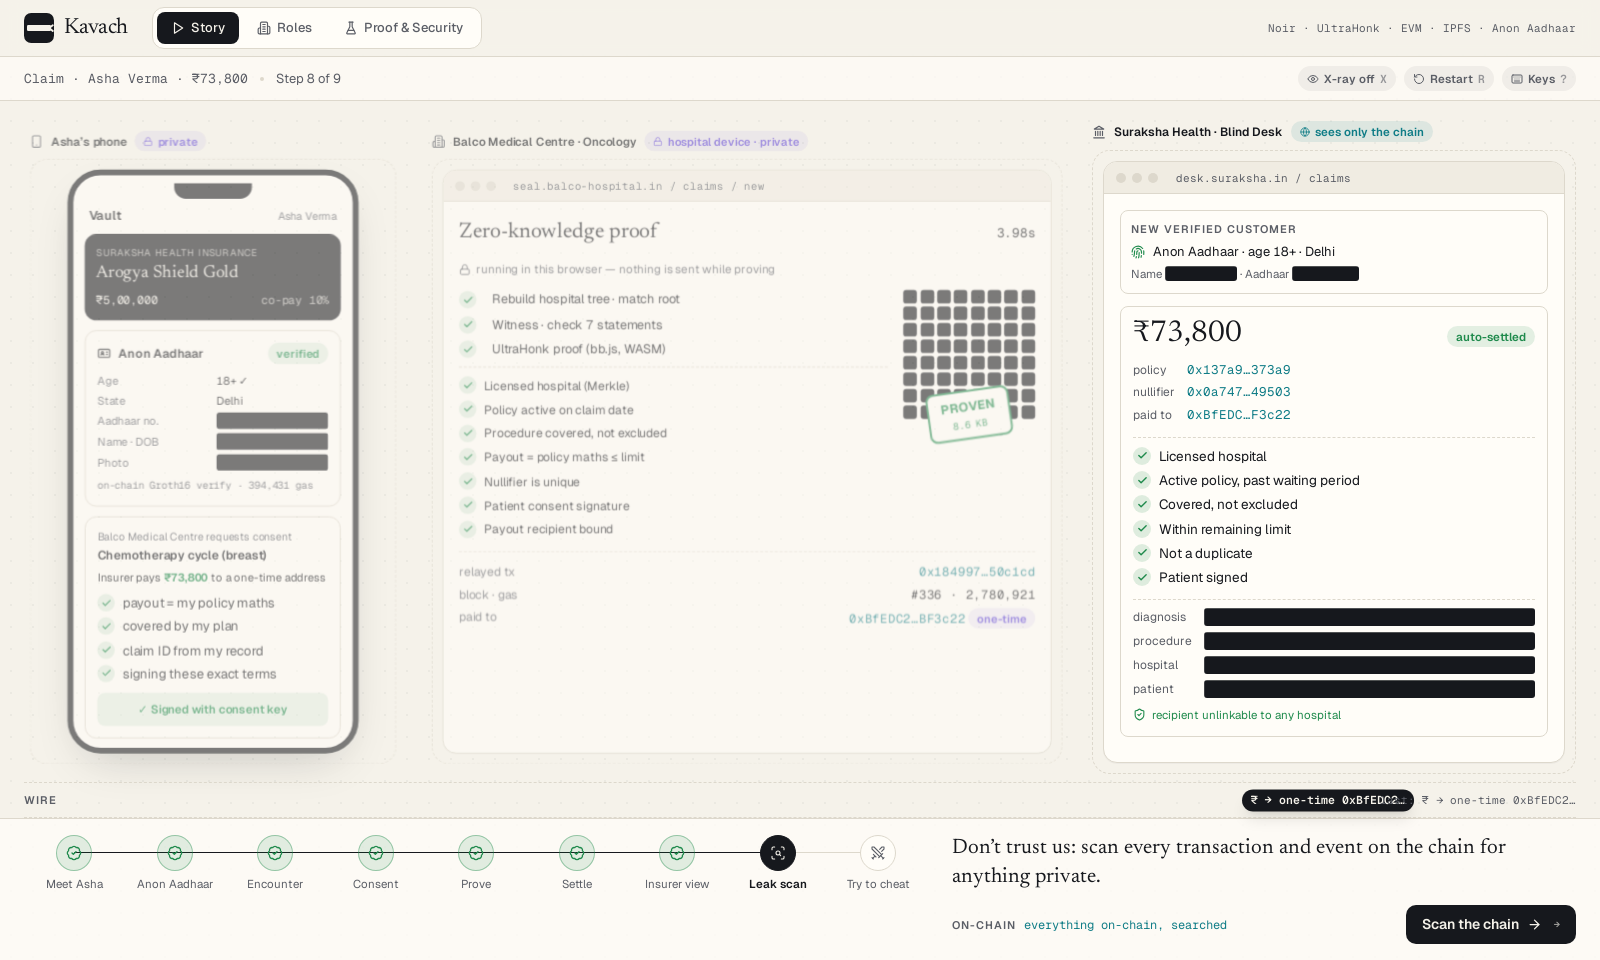 Kavach
Story
Roles
Proof & Security
Noir · UltraHonk · EVM · IPFS · Anon Aadhaar
Claim · Asha Verma · ₹73,800 • Step 8 of 9
X-ray off X
Restart R
Keys ?
Asha's phone
private
Vault
Asha Verma
SURAKSHA HEALTH INSURANCE
Arogya Shield Gold
₹5,00,000
co-pay 10%
Anon Aadhaar
verified
Age 18+ ✓
State Delhi
Aadhaar no.
Name · DOB
Photo
on-chain Groth16 verify · 394,431 gas
Balco Medical Centre requests consent
Chemotherapy cycle (breast)
Insurer pays ₹73,800 to a one-time address
payout = my policy maths
covered by my plan
claim ID from my record
signing these exact terms
✓ Signed with consent key
Balco Medical Centre · Oncology
hospital device · private
seal.balco-hospital.in / claims / new
Zero-knowledge proof
3.98s
running in this browser — nothing is sent while proving
Rebuild hospital tree · match root
Witness · check 7 statements
UltraHonk proof (bb.js, WASM)
Licensed hospital (Merkle)
Policy active on claim date
Procedure covered, not excluded
Payout = policy maths ≤ limit
Nullifier is unique
Patient consent signature
Payout recipient bound
PROVEN
8.6 KB
relayed tx 0x184997…50c1cd
block · gas #336 · 2,780,921
paid to 0xBfEDC2…BF3c22 one-time
Suraksha Health · Blind Desk
sees only the chain
desk.suraksha.in / claims
NEW VERIFIED CUSTOMER
Anon Aadhaar · age 18+ · Delhi
Name · Aadhaar
₹73,800
auto-settled
policy 0x137a9…373a9
nullifier 0x0a747…49503
paid to 0xBfEDC…F3c22
Licensed hospital
Active policy, past waiting period
Covered, not excluded
Within remaining limit
Not a duplicate
Patient signed
diagnosis
procedure
hospital
patient
recipient unlinkable to any hospital
WIRE
₹ → one-time 0xBfEDC2…
₹ → one-time 0xBfEDC2…
Meet Asha
Anon Aadhaar
Encounter
Consent
Prove
Settle
Insurer view
Leak scan
Try to cheat
Don't trust us: scan every transaction and event on the chain for
anything private.
ON-CHAIN everything on-chain, searched
Scan the chain → →